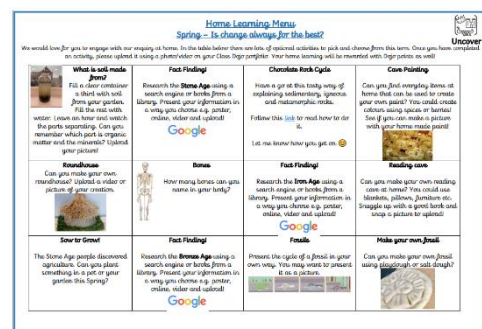 Home Learning Menu
Spring – Is change always for the best?
Uncover
We would love for you to engage with our enquiry at home. In the table below there are lots of optional activities to pick and choose from this term. Once you have completed
an activity, please upload it using a photo/video on your Class Dojo portfolio. Your home learning will be rewarded with Dojo points as well!
What is soil made
from?
Fill a clear container
a third with soil
from your garden.
Fill the rest with
water. Leave an hour and watch
the parts separating. Can you
remember which part is organic
matter and the minerals? Upload
your picture!
Fact Finding!
Research the Stone Age using a
search engine or books from a
library. Present your information in
a way you choose e.g. poster,
online, video and upload!
Google
Chocolate Rock Cycle
Have a go at this tasty way of
explaining sedimentary, igneous
and metamorphic rocks.
Follow this link to read how to do
it.
Let me know how you get on 😊
Cave Painting
Can you find everyday items at
home that can be used to create
your own paint? You could create
colours using spices or berries!
See if you can make a picture
with your home made paint!
Roundhouse
Can you make your own
roundhouse? Upload a video or
picture of your creation.
Bones
How many bones can you
name in your body?
Fact Finding!
Research the Iron Age using a
search engine or books from a
library. Present your information in
a way you choose e.g. poster,
online, video and upload!
Google
Reading cave
Can you make your own reading
cave at home? You could use
blankets, pillows, furniture etc.
Snuggle up with a good book and
snap a picture to upload!
Sow to Grow!
The Stone Age people discovered
agriculture. Can you plant
something in a pot or your
garden this Spring?
Fact Finding!
Research the Bronze Age using a
search engine or books from a
library. Present your information in
a way you choose e.g. poster,
online, video and upload!
Google
Fossils
Present the cycle of a fossil in your
own way. You may want to present
it as a picture.
Make your own fossil
Can you make your own fossil
using playdough or salt dough?